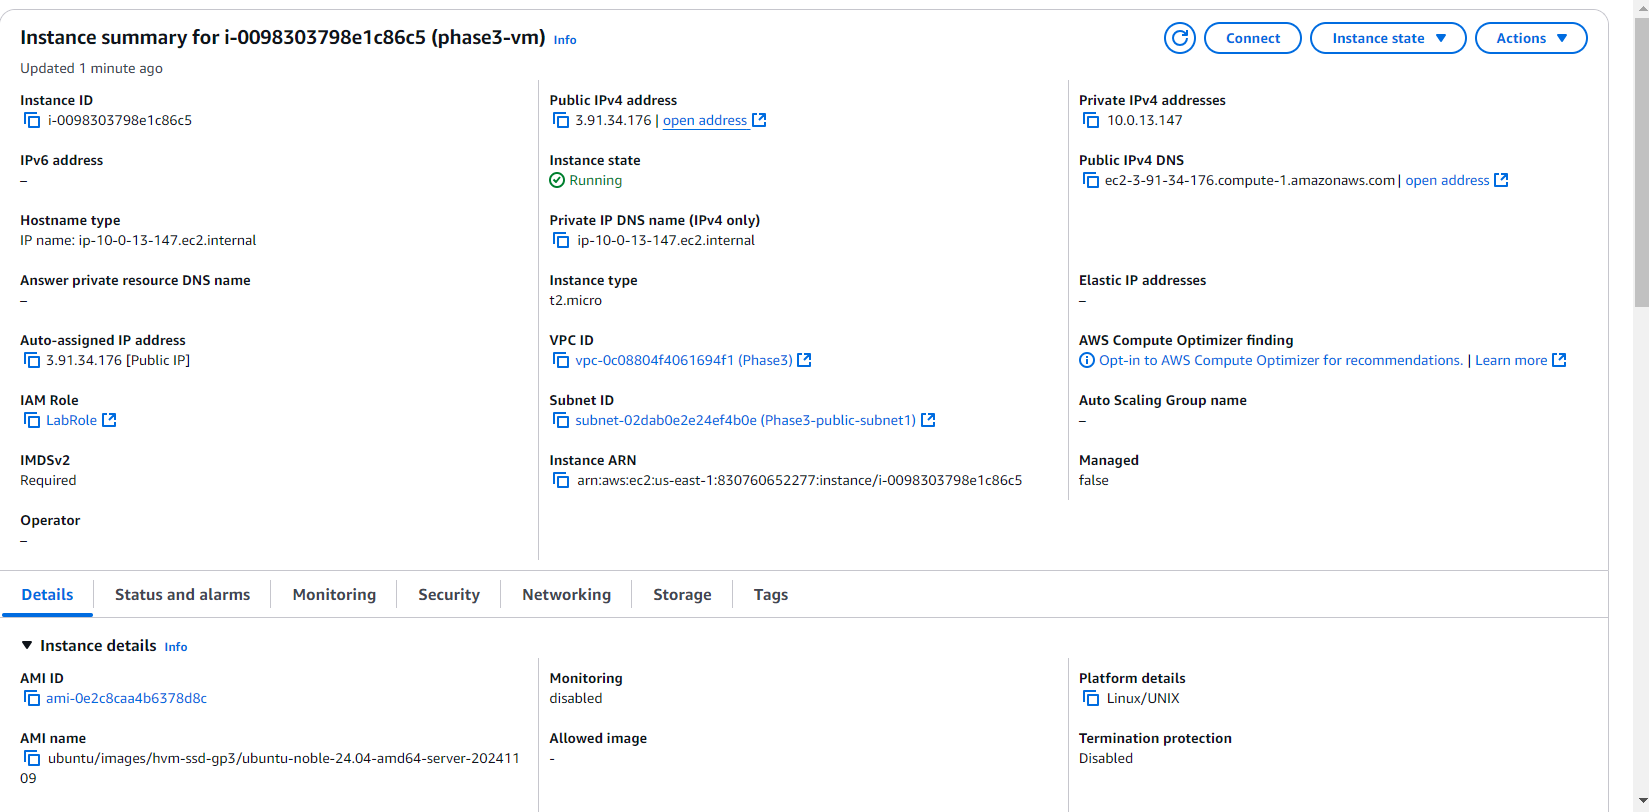 Instance summary for i-0098303798e1c86c5 (phase3-vm) Info
Connect
Instance state
Actions
Updated 1 minute ago
Instance ID
i-0098303798e1c86c5
Public IPv4 address
3.91.34.176 | open address
Private IPv4 addresses
10.0.13.147
IPv6 address
–
Instance state
Running
Public IPv4 DNS
ec2-3-91-34-176.compute-1.amazonaws.com | open address
Hostname type
IP name: ip-10-0-13-147.ec2.internal
Private IP DNS name (IPv4 only)
ip-10-0-13-147.ec2.internal
Answer private resource DNS name
–
Instance type
t2.micro
Elastic IP addresses
–
Auto-assigned IP address
3.91.34.176 [Public IP]
VPC ID
vpc-0c08804f4061694f1 (Phase3)
AWS Compute Optimizer finding
Opt-in to AWS Compute Optimizer for recommendations. | Learn more
IAM Role
LabRole
Subnet ID
subnet-02dab0e2e24ef4b0e (Phase3-public-subnet1)
Auto Scaling Group name
–
IMDSv2
Required
Instance ARN
arn:aws:ec2:us-east-1:830760652277:instance/i-0098303798e1c86c5
Managed
false
Operator
–
Details
Status and alarms
Monitoring
Security
Networking
Storage
Tags
Instance details Info
AMI ID
ami-0e2c8caa4b6378d8c
Monitoring
disabled
Platform details
Linux/UNIX
AMI name
ubuntu/images/hvm-ssd-gp3/ubuntu-noble-24.04-amd64-server-202411
09
Allowed image
-
Termination protection
Disabled